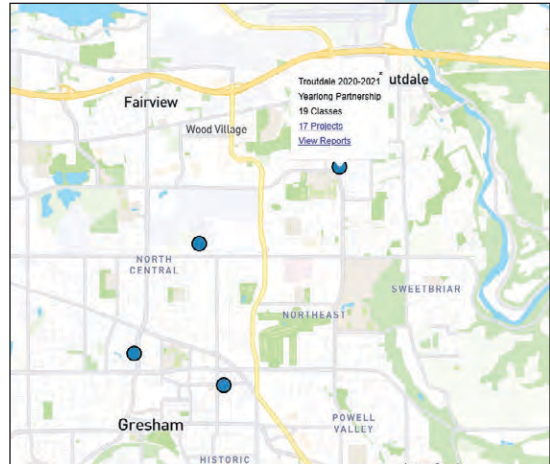 Troutdale 2020-2021
Yearlong Partnership
19 Classes
17 Projects
View Reports
utdale
Fairview
Wood Village
NORTH
CENTRAL
SWEETBRIAR
NORTHEAST
Gresham
POWELL
VALLEY
HISTORIC